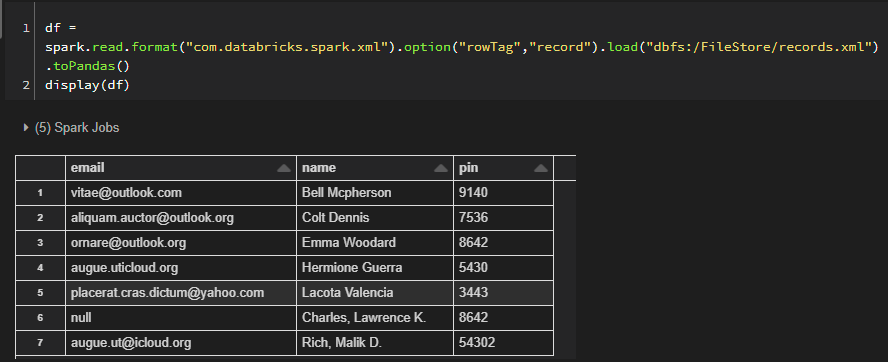 1 df =
spark.read.format("com.databricks.spark.xml").option("rowTag","record").load("dbfs:/FileStore/records.xml")
.toPandas()
2 display(df)
(5) Spark Jobs
email name pin
1 vitae@outlook.com Bell Mcpherson 9140
2 aliquam.auctor@outlook.org Colt Dennis 7536
3 ornare@outlook.org Emma Woodard 8642
4 augue.uticloud.org Hermione Guerra 5430
5 placerat.cras.dictum@yahoo.com Lacota Valencia 3443
6 null Charles, Lawrence K. 8642
7 augue.ut@icloud.org Rich, Malik D. 54302